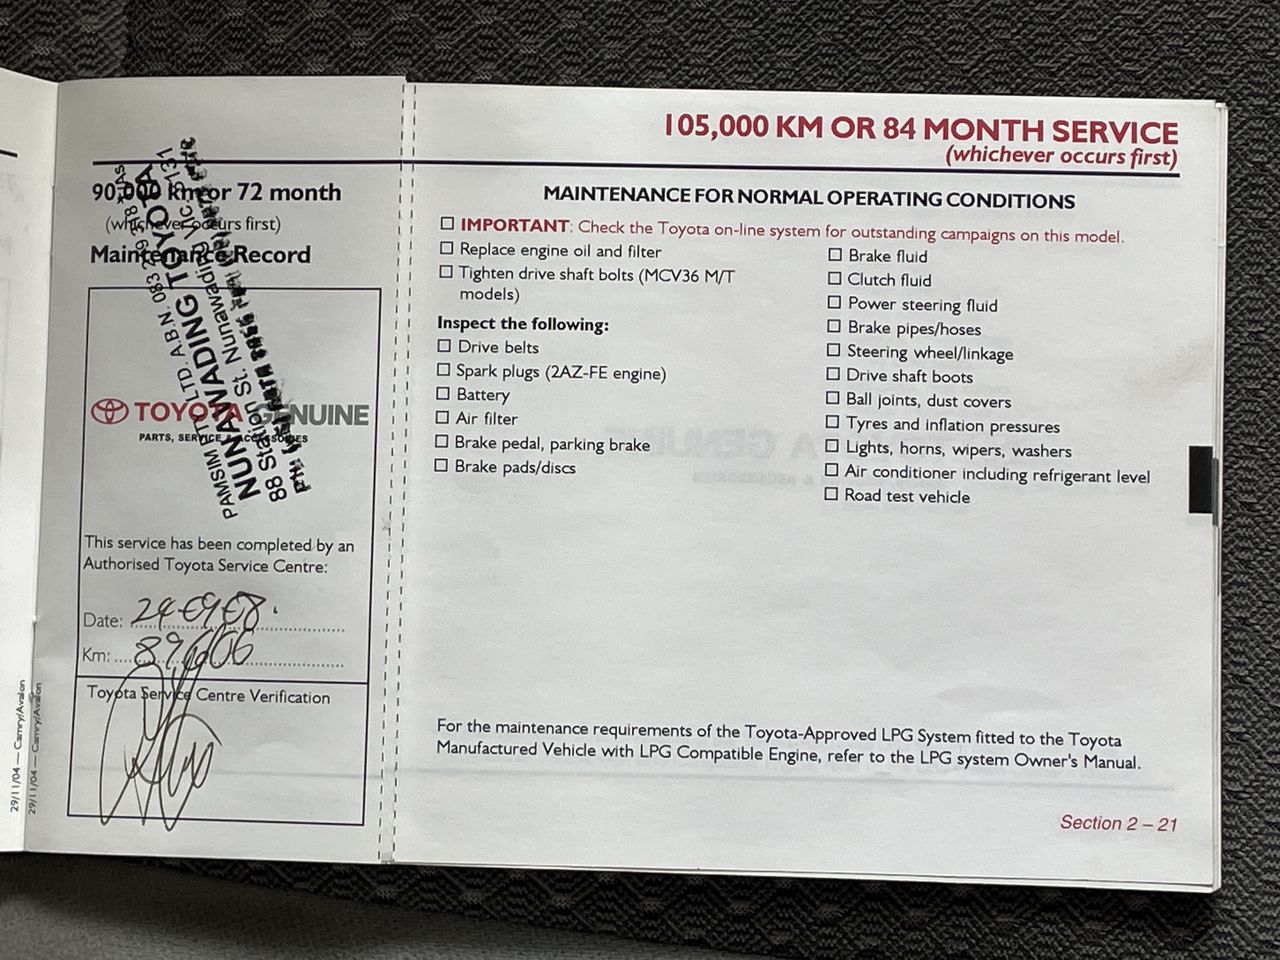 90,000 km or 72 month
(whichever occurs first)
Maintenance Record
PAMSIM PTY. LTD. A.B.N. 083
NUNAWADING TOYOTA
88 Station St. Nunawading VIC 3131
TOYOTA GENUINE
PARTS, SERVICE & ACCESSORIES
This service has been completed by an
Authorised Toyota Service Centre:
Date:
Km: 89606
Toyota Service Centre Verification
29/11/04 — Camry/Avalon
29/11/04 — Camry/Avalon
105,000 KM OR 84 MONTH SERVICE
(whichever occurs first)
MAINTENANCE FOR NORMAL OPERATING CONDITIONS
IMPORTANT: Check the Toyota on-line system for outstanding campaigns on this model.
Replace engine oil and filter
Tighten drive shaft bolts (MCV36 M/T
models)
Inspect the following:
Drive belts
Spark plugs (2AZ-FE engine)
Battery
Air filter
Brake pedal, parking brake
Brake pads/discs
Brake fluid
Clutch fluid
Power steering fluid
Brake pipes/hoses
Steering wheel/linkage
Drive shaft boots
Ball joints, dust covers
Tyres and inflation pressures
Lights, horns, wipers, washers
Air conditioner including refrigerant level
Road test vehicle
For the maintenance requirements of the Toyota-Approved LPG System fitted to the Toyota
Manufactured Vehicle with LPG Compatible Engine, refer to the LPG system Owner's Manual.
Section 2 – 21